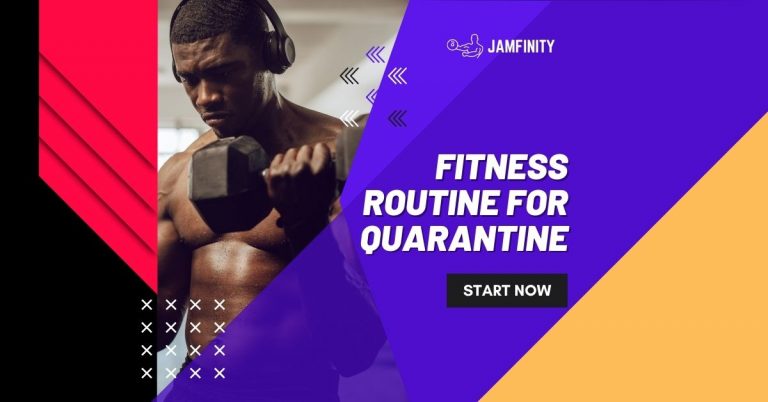 JAMFINITY
FITNESS
ROUTINE FOR
QUARANTINE
START NOW